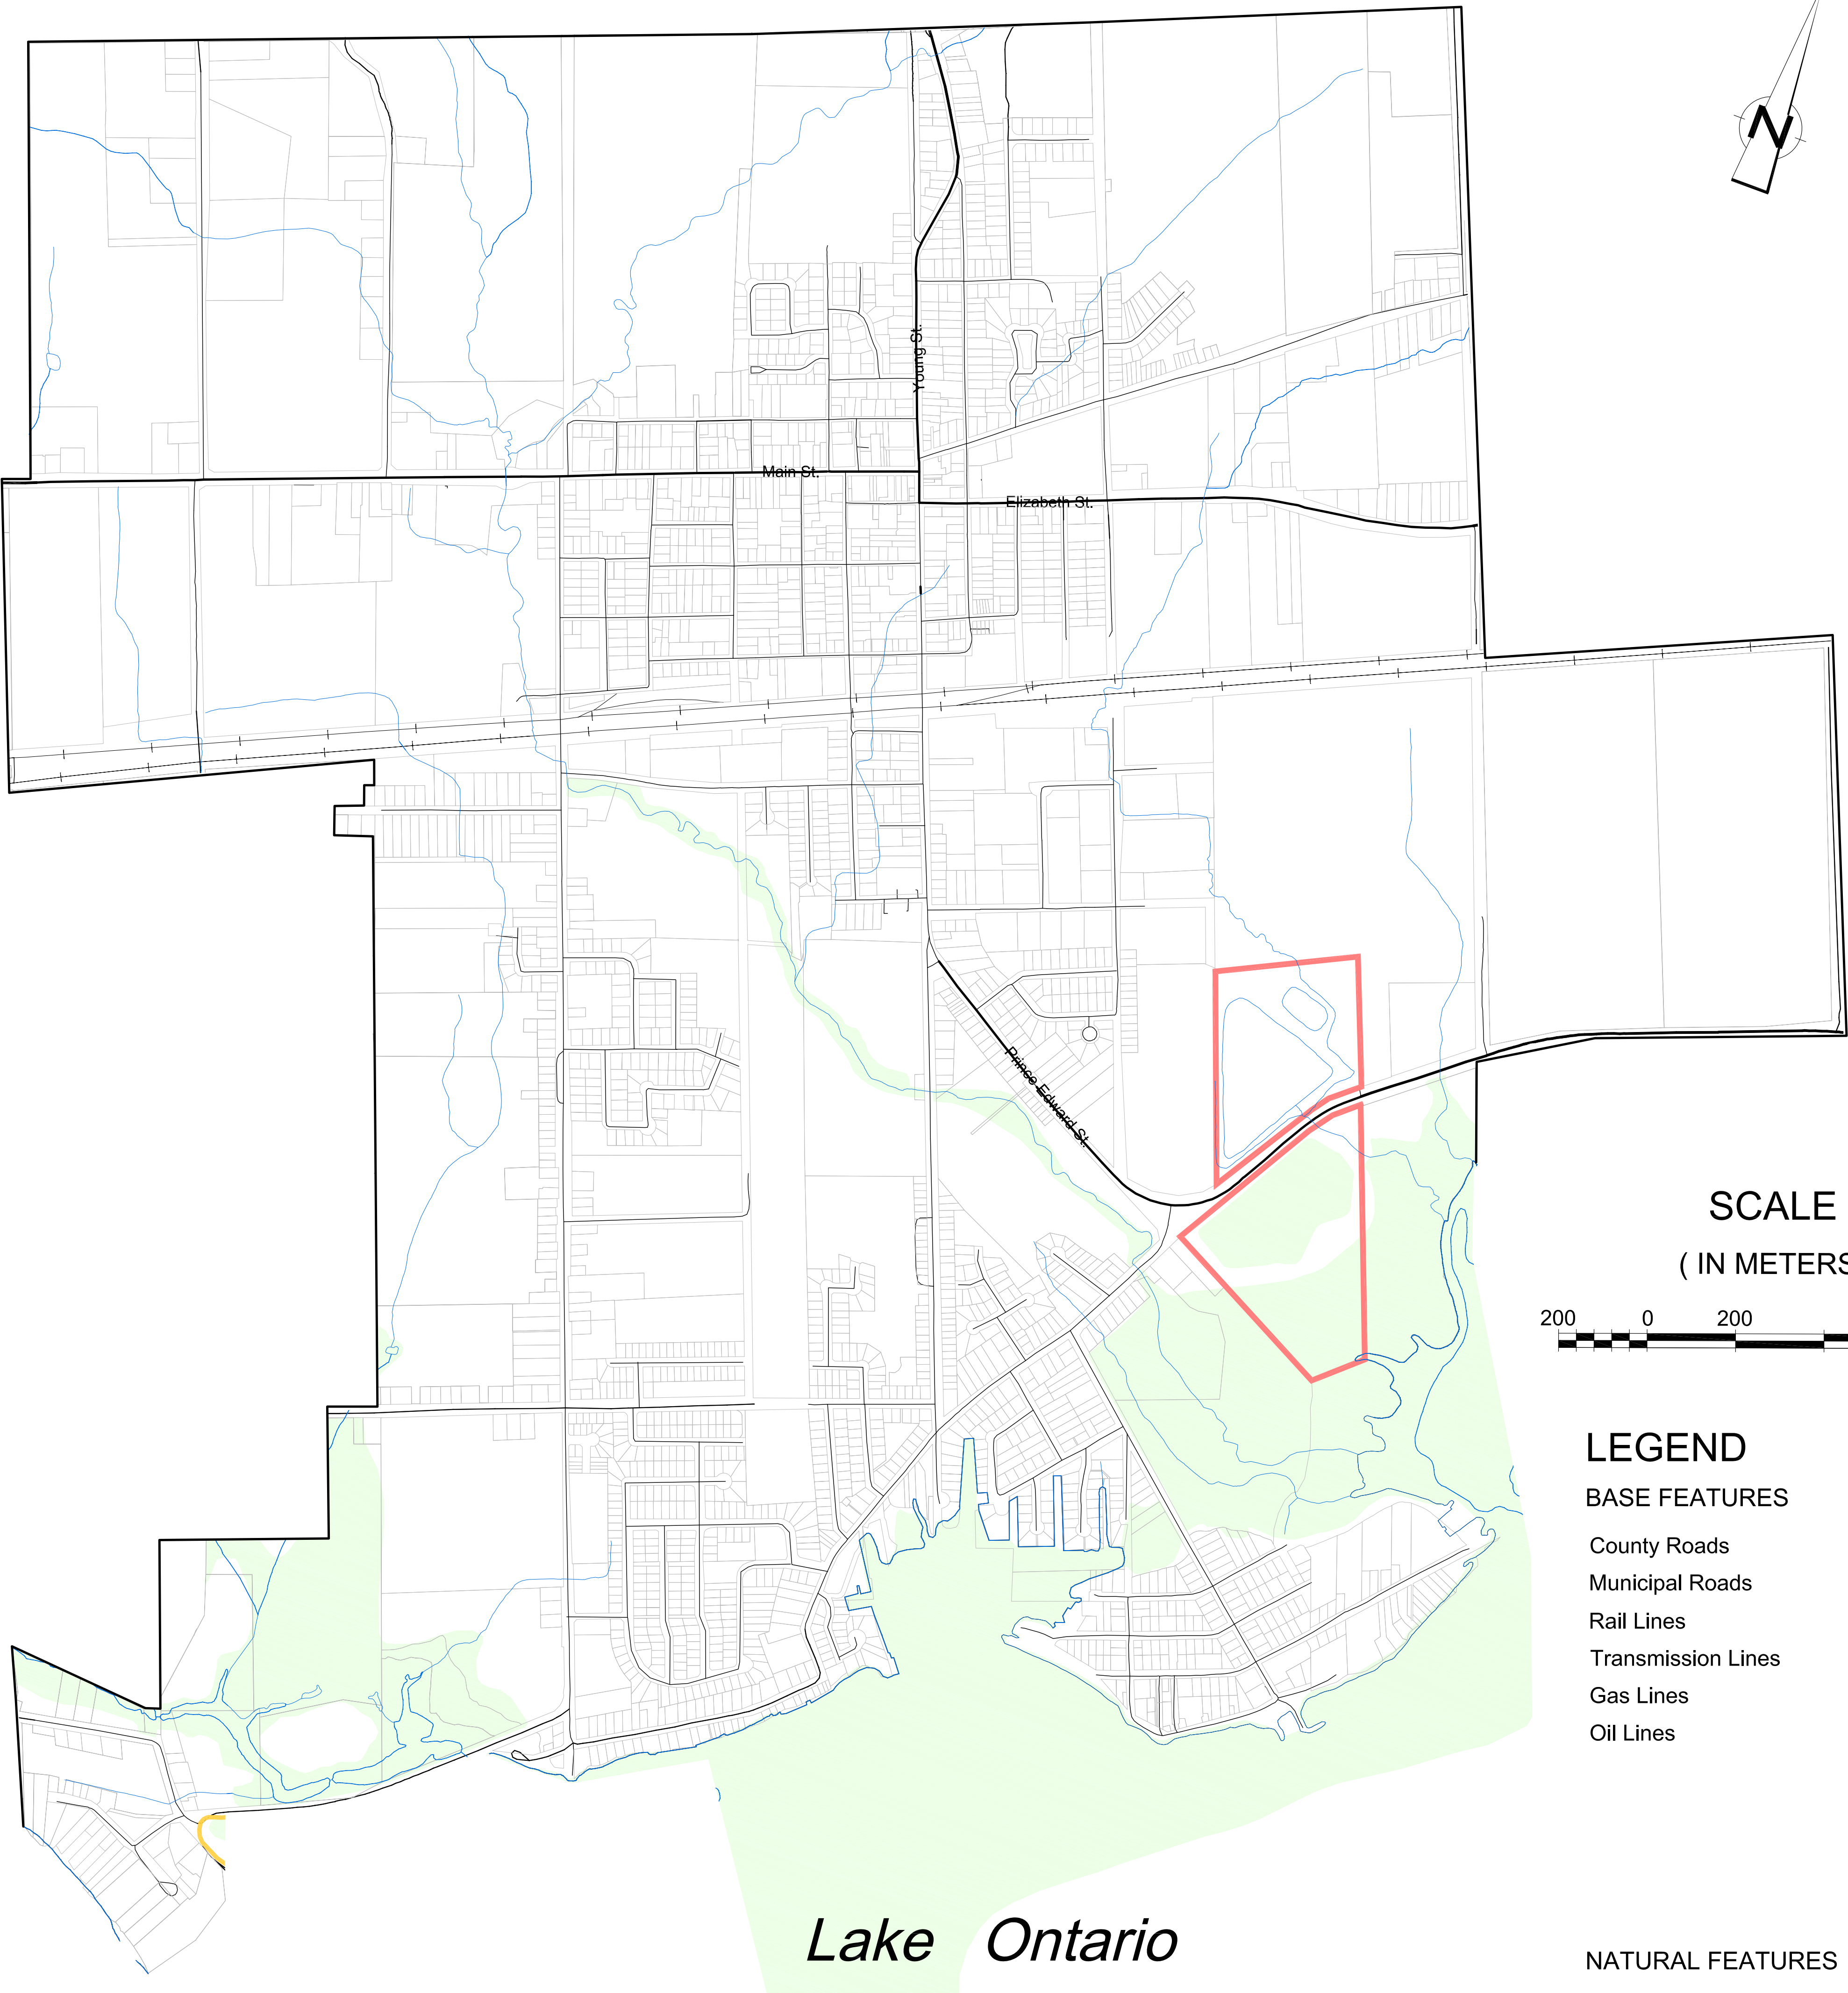 N
Young St.
Main St.
Elizabeth St.
Prince Edward St.
SCALE
( IN METERS
200 0 200
LEGEND
BASE FEATURES
County Roads
Municipal Roads
Rail Lines
Transmission Lines
Gas Lines
Oil Lines
Lake Ontario
NATURAL FEATURES